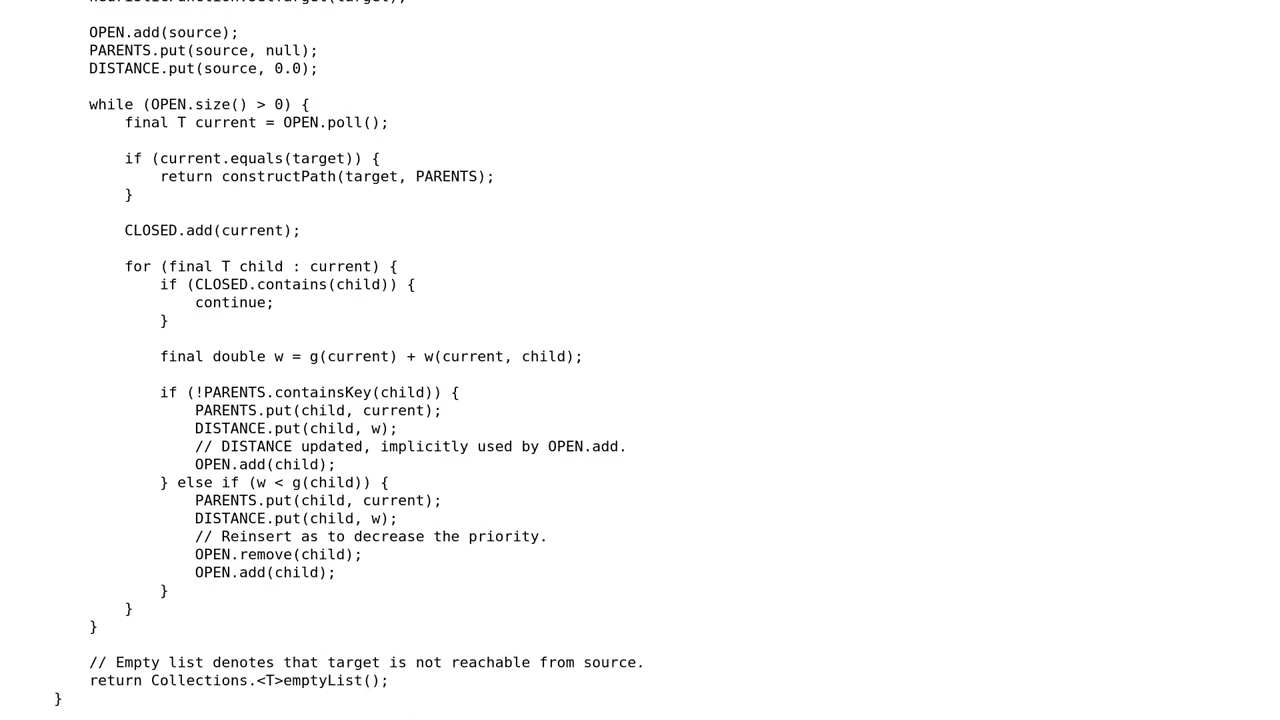 OPEN.add(source);
PARENTS.put(source, null);
DISTANCE.put(source, 0.0);
while (OPEN.size() > 0) {
final T current = OPEN.poll();
if (current.equals(target)) {
return constructPath(target, PARENTS);
}
CLOSED.add(current);
for (final T child : current) {
if (CLOSED.contains(child)) {
continue;
}
final double w = g(current) + w(current, child);
if (!PARENTS.containsKey(child)) {
PARENTS.put(child, current);
DISTANCE.put(child, w);
// DISTANCE updated, implicitly used by OPEN.add.
OPEN.add(child);
} else if (w < g(child)) {
PARENTS.put(child, current);
DISTANCE.put(child, w);
// Reinsert as to decrease the priority.
OPEN.remove(child);
OPEN.add(child);
}
}
}
// Empty list denotes that target is not reachable from source.
return Collections.<T>emptyList();
}